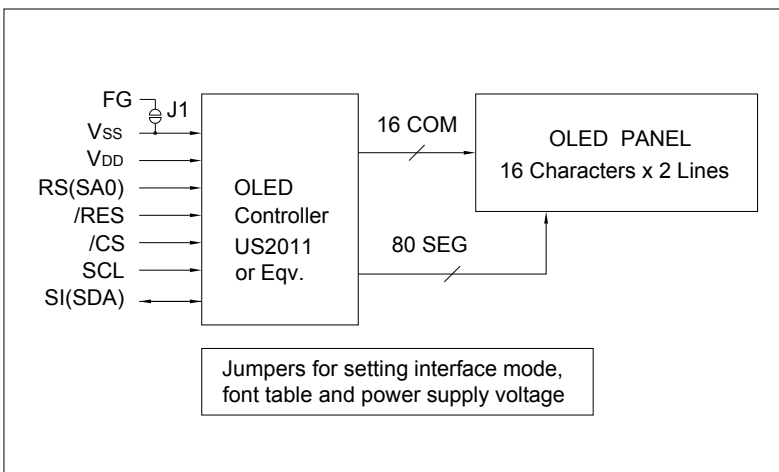 FG
J1
VSS
VDD
RS(SA0)
/RES
/CS
SCL
SI(SDA)
OLED
Controller
US2011
or Eqv.
16 COM
80 SEG
OLED PANEL
16 Characters x 2 Lines
Jumpers for setting interface mode,
font table and power supply voltage